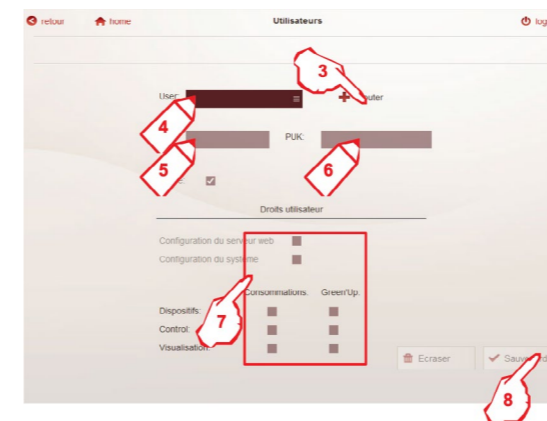 retour home Utilisateurs log
3
User: outer
4
PUK:
5 6
Droits utilisateur
Configuration du serveur web
Configuration du système
Consommations. Green'Up.
Dispositifs:
Control:
7
Visualisation:
Ecraser
8